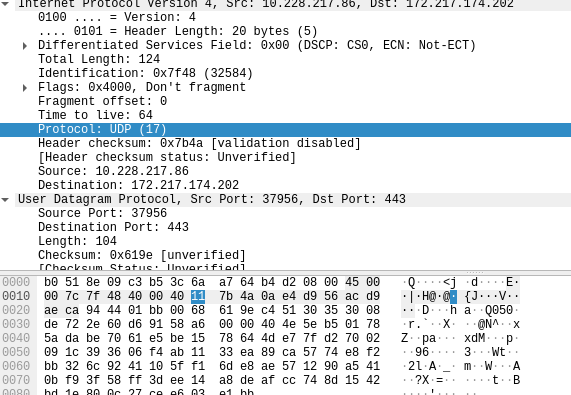 Internet Protocol Version 4, Src: 10.228.217.86, Dst: 172.217.174.202
0100 .... = Version: 4
.... 0101 = Header Length: 20 bytes (5)
Differentiated Services Field: 0x00 (DSCP: CS0, ECN: Not-ECT)
Total Length: 124
Identification: 0x7f48 (32584)
Flags: 0x4000, Don't fragment
Fragment offset: 0
Time to live: 64
Protocol: UDP (17)
Header checksum: 0x7b4a [validation disabled]
[Header checksum status: Unverified]
Source: 10.228.217.86
Destination: 172.217.174.202
User Datagram Protocol, Src Port: 37956, Dst Port: 443
Source Port: 37956
Destination Port: 443
Length: 104
Checksum: 0x619e [unverified]
[Checksum Status: Unverified]
0000 b0 51 8e 09 c3 b5 3c 6a a7 64 b4 d2 08 00 45 00 ·Q····<j ·d····E·
0010 00 7c 7f 48 40 00 40 11 7b 4a 0a e4 d9 56 ac d9 ·|·H@·@· {J···V··
0020 ae ca 94 44 01 bb 00 68 61 9e c4 51 30 35 30 08 ···D···h a··Q050·
0030 de 72 2e 60 d6 91 58 a6 00 00 40 4e 5e b5 01 78 ·r.`··X· ··@N^··x
0040 5a da be 70 61 e5 be 15 78 64 4d e7 7f d2 70 02 Z··pa··· xdM···p·
0050 09 1c 39 36 06 f4 ab 11 33 ea 89 ca 57 74 e8 f2 ··96···· 3···Wt··
0060 bb 32 6c 92 41 10 5f f1 6d e8 ae 57 12 90 a5 41 ·2l·A·_· m··W···A
0070 0b f9 3f 58 ff 3d ee 14 a8 de af cc 74 8d 15 42 ··?X·=·· ····t··B
0080 bd 1e 80 0c 27 ce e6 03 e1 bb ····'··· ··